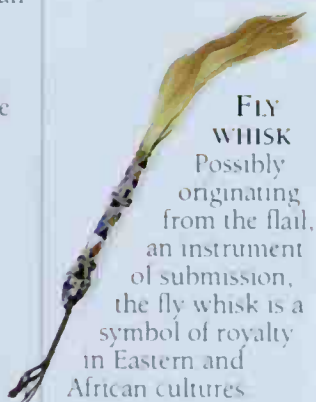 an
e
FLY
WHISK
Possibly
originating
from the flail,
an instrument
of submission,
the fly whisk is a
symbol of royalty
in Eastern and
African cultures